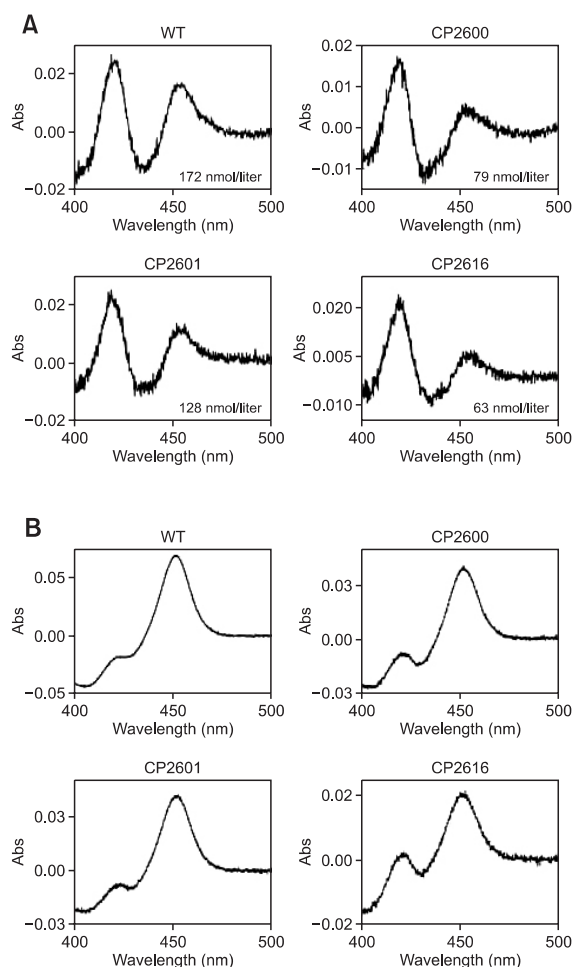 A
WT
CP2600
Abs
0.02
0.00
−0.02
172 nmol/liter
400
450
500
Wavelength (nm)
Abs
0.02
0.01
0.00
−0.01
−0.02
79 nmol/liter
400
450
500
Wavelength (nm)
CP2601
CP2616
Abs
0.02
0.00
−0.02
128 nmol/liter
400
450
500
Wavelength (nm)
Abs
0.020
0.005
−0.010
63 nmol/liter
400
450
500
Wavelength (nm)
B
WT
CP2600
Abs
0.05
0.00
−0.05
400
450
500
Wavelength (nm)
Abs
0.03
0.00
−0.03
400
450
500
Wavelength (nm)
CP2601
CP2616
Abs
0.03
0.00
−0.03
400
450
500
Wavelength (nm)
Abs
0.02
0.00
−0.02
400
450
500
Wavelength (nm)